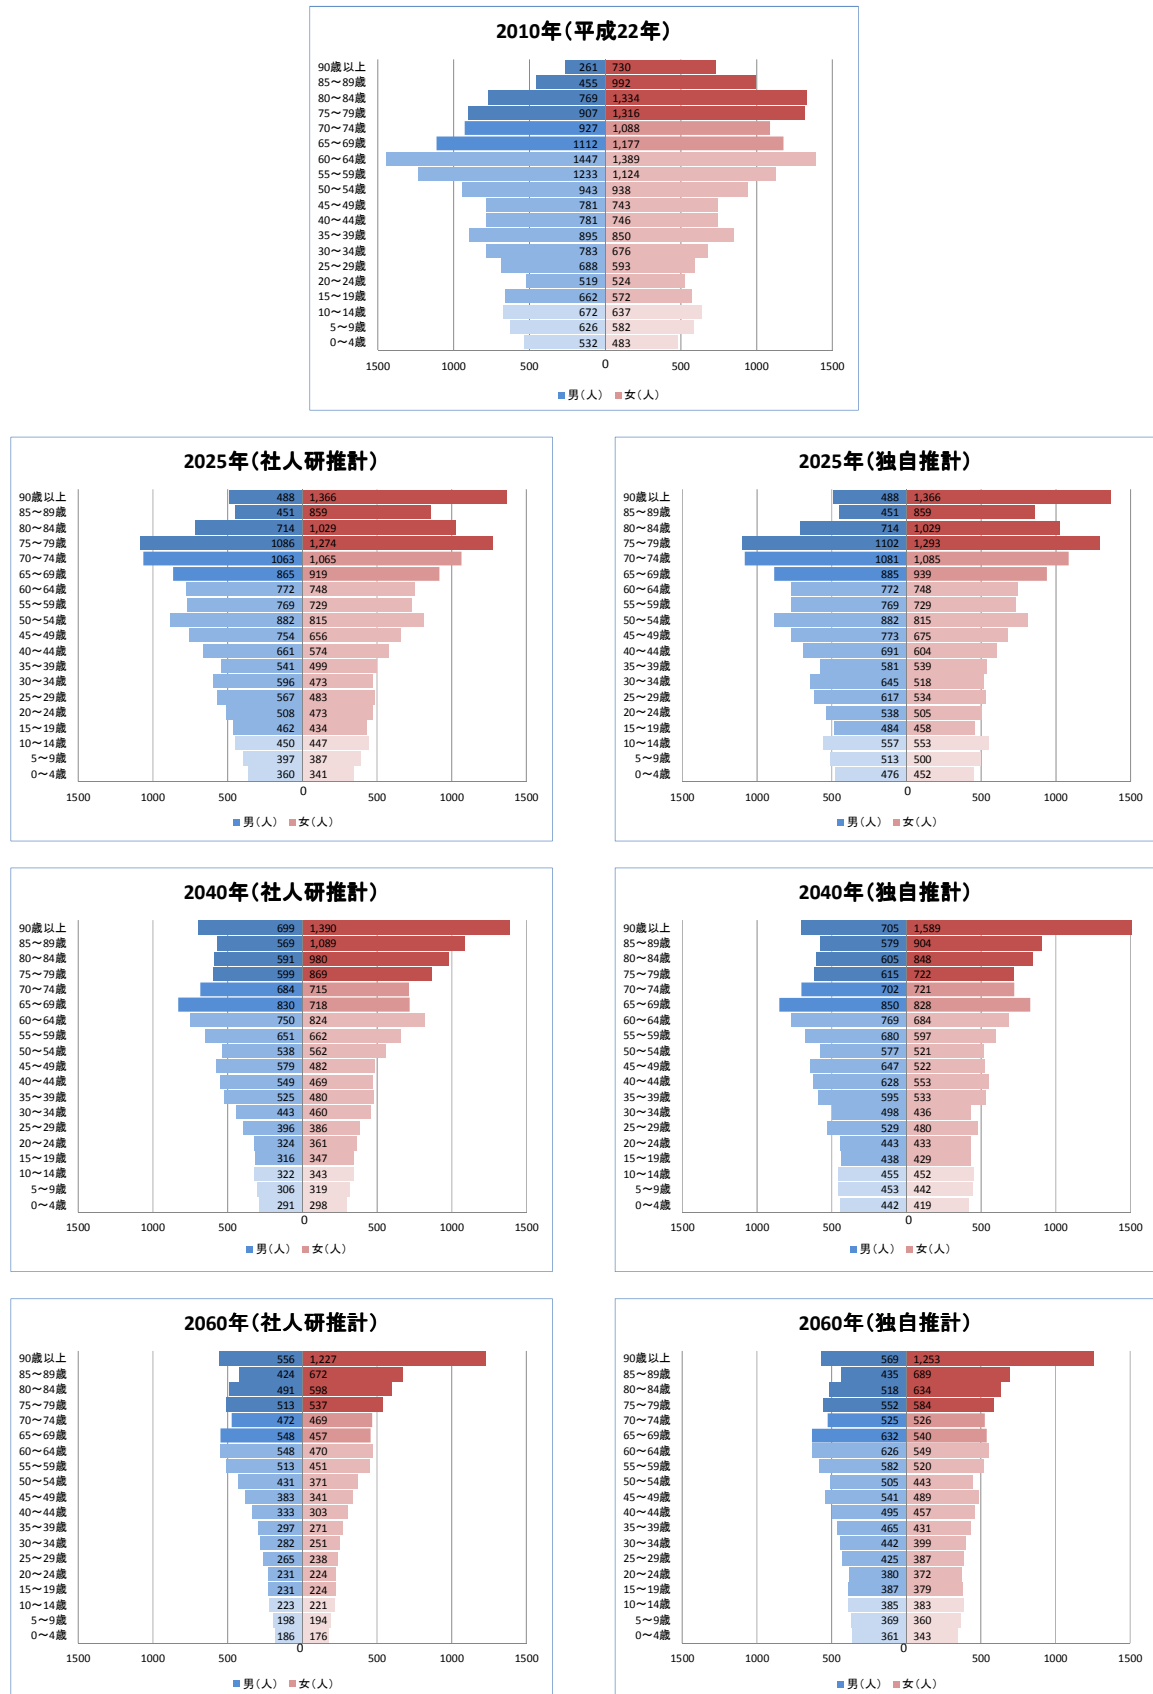 2010年(平成22年)
90歳以上 261 730
85～89歳 455 992
80～84歳 769 1,334
75～79歳 907 1,316
70～74歳 927 1,088
65～69歳 1112 1,177
60～64歳 1447 1,389
55～59歳 1233 1,124
50～54歳 943 938
45～49歳 781 743
40～44歳 781 746
35～39歳 895 850
30～34歳 783 676
25～29歳 688 593
20～24歳 519 524
15～19歳 662 572
10～14歳 672 637
5～9歳 626 582
0～4歳 532 483
1500 1000 500 0 500 1000 1500
男(人) 女(人)
2025年(社人研推計)
90歳以上 488 1,366
85～89歳 451 859
80～84歳 714 1,029
75～79歳 1086 1,274
70～74歳 1063 1,065
65～69歳 865 919
60～64歳 772 748
55～59歳 769 729
50～54歳 882 815
45～49歳 754 656
40～44歳 661 574
35～39歳 541 499
30～34歳 596 473
25～29歳 567 483
20～24歳 508 473
15～19歳 462 434
10～14歳 450 447
5～9歳 397 387
0～4歳 360 341
1500 1000 500 0 500 1000 1500
男(人) 女(人)
2025年(独自推計)
90歳以上 488 1,366
85～89歳 451 859
80～84歳 714 1,029
75～79歳 1102 1,293
70～74歳 1081 1,085
65～69歳 885 939
60～64歳 772 748
55～59歳 769 729
50～54歳 882 815
45～49歳 773 675
40～44歳 691 604
35～39歳 581 539
30～34歳 645 518
25～29歳 617 534
20～24歳 538 505
15～19歳 484 458
10～14歳 557 553
5～9歳 513 500
0～4歳 476 452
1500 1000 500 0 500 1000 1500
男(人) 女(人)
2040年(社人研推計)
90歳以上 699 1,390
85～89歳 569 1,089
80～84歳 591 980
75～79歳 599 869
70～74歳 684 715
65～69歳 830 718
60～64歳 750 824
55～59歳 651 662
50～54歳 538 562
45～49歳 579 482
40～44歳 549 469
35～39歳 525 480
30～34歳 443 460
25～29歳 396 386
20～24歳 324 361
15～19歳 316 347
10～14歳 322 343
5～9歳 306 319
0～4歳 291 298
1500 1000 500 0 500 1000 1500
男(人) 女(人)
2040年(独自推計)
90歳以上 705 1,589
85～89歳 579 904
80～84歳 605 848
75～79歳 615 722
70～74歳 702 721
65～69歳 850 828
60～64歳 769 684
55～59歳 680 597
50～54歳 577 521
45～49歳 647 522
40～44歳 628 553
35～39歳 595 533
30～34歳 498 436
25～29歳 529 480
20～24歳 443 433
15～19歳 438 429
10～14歳 455 452
5～9歳 453 442
0～4歳 442 419
1500 1000 500 0 500 1000 1500
男(人) 女(人)
2060年(社人研推計)
90歳以上 556 1,227
85～89歳 424 672
80～84歳 491 598
75～79歳 513 537
70～74歳 472 469
65～69歳 548 457
60～64歳 548 470
55～59歳 513 451
50～54歳 431 371
45～49歳 383 341
40～44歳 333 303
35～39歳 297 271
30～34歳 282 251
25～29歳 265 238
20～24歳 231 224
15～19歳 231 224
10～14歳 223 221
5～9歳 198 194
0～4歳 186 176
1500 1000 500 0 500 1000 1500
男(人) 女(人)
2060年(独自推計)
90歳以上 569 1,253
85～89歳 435 689
80～84歳 518 634
75～79歳 552 584
70～74歳 525 526
65～69歳 632 540
60～64歳 626 549
55～59歳 582 520
50～54歳 505 443
45～49歳 541 489
40～44歳 495 457
35～39歳 465 431
30～34歳 442 399
25～29歳 425 387
20～24歳 380 372
15～19歳 387 379
10～14歳 385 383
5～9歳 369 360
0～4歳 361 343
1500 1000 500 0 500 1000 1500
男(人) 女(人)